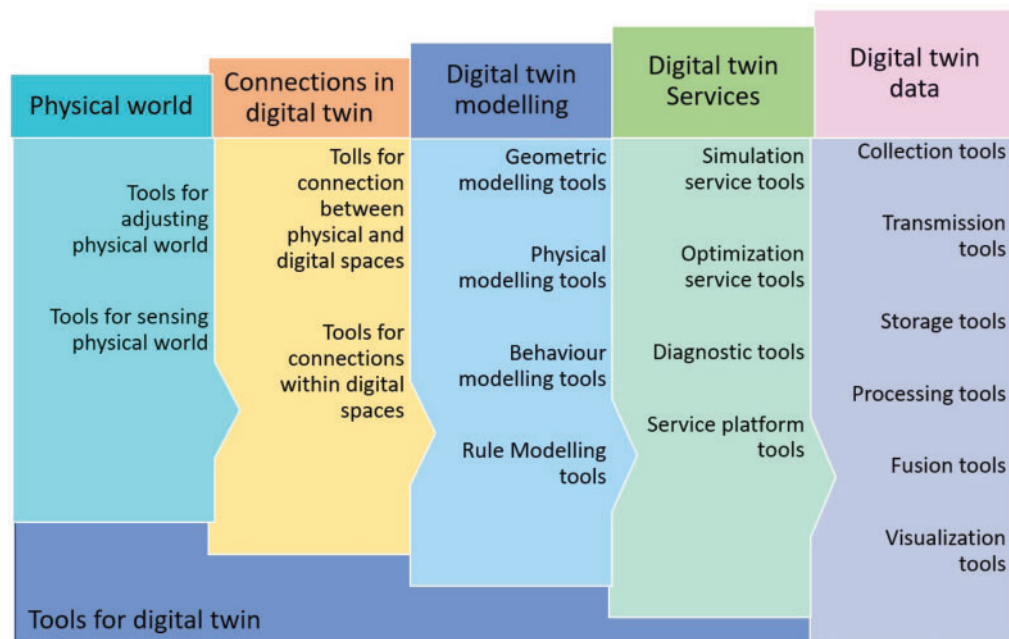 Physical world
Connections in
digital twin
Digital twin
modelling
Digital twin
Services
Digital twin
data
Tools for
adjusting
physical world
Tools for sensing
physical world
Tolls for
connection
between
physical and
digital spaces
Tools for
connections
within digital
spaces
Geometric
modelling tools
Physical
modelling tools
Behaviour
modelling tools
Rule Modelling
tools
Simulation
service tools
Optimization
service tools
Diagnostic tools
Service platform
tools
Collection tools
Transmission
tools
Storage tools
Processing tools
Fusion tools
Visualization
tools
Tools for digital twin